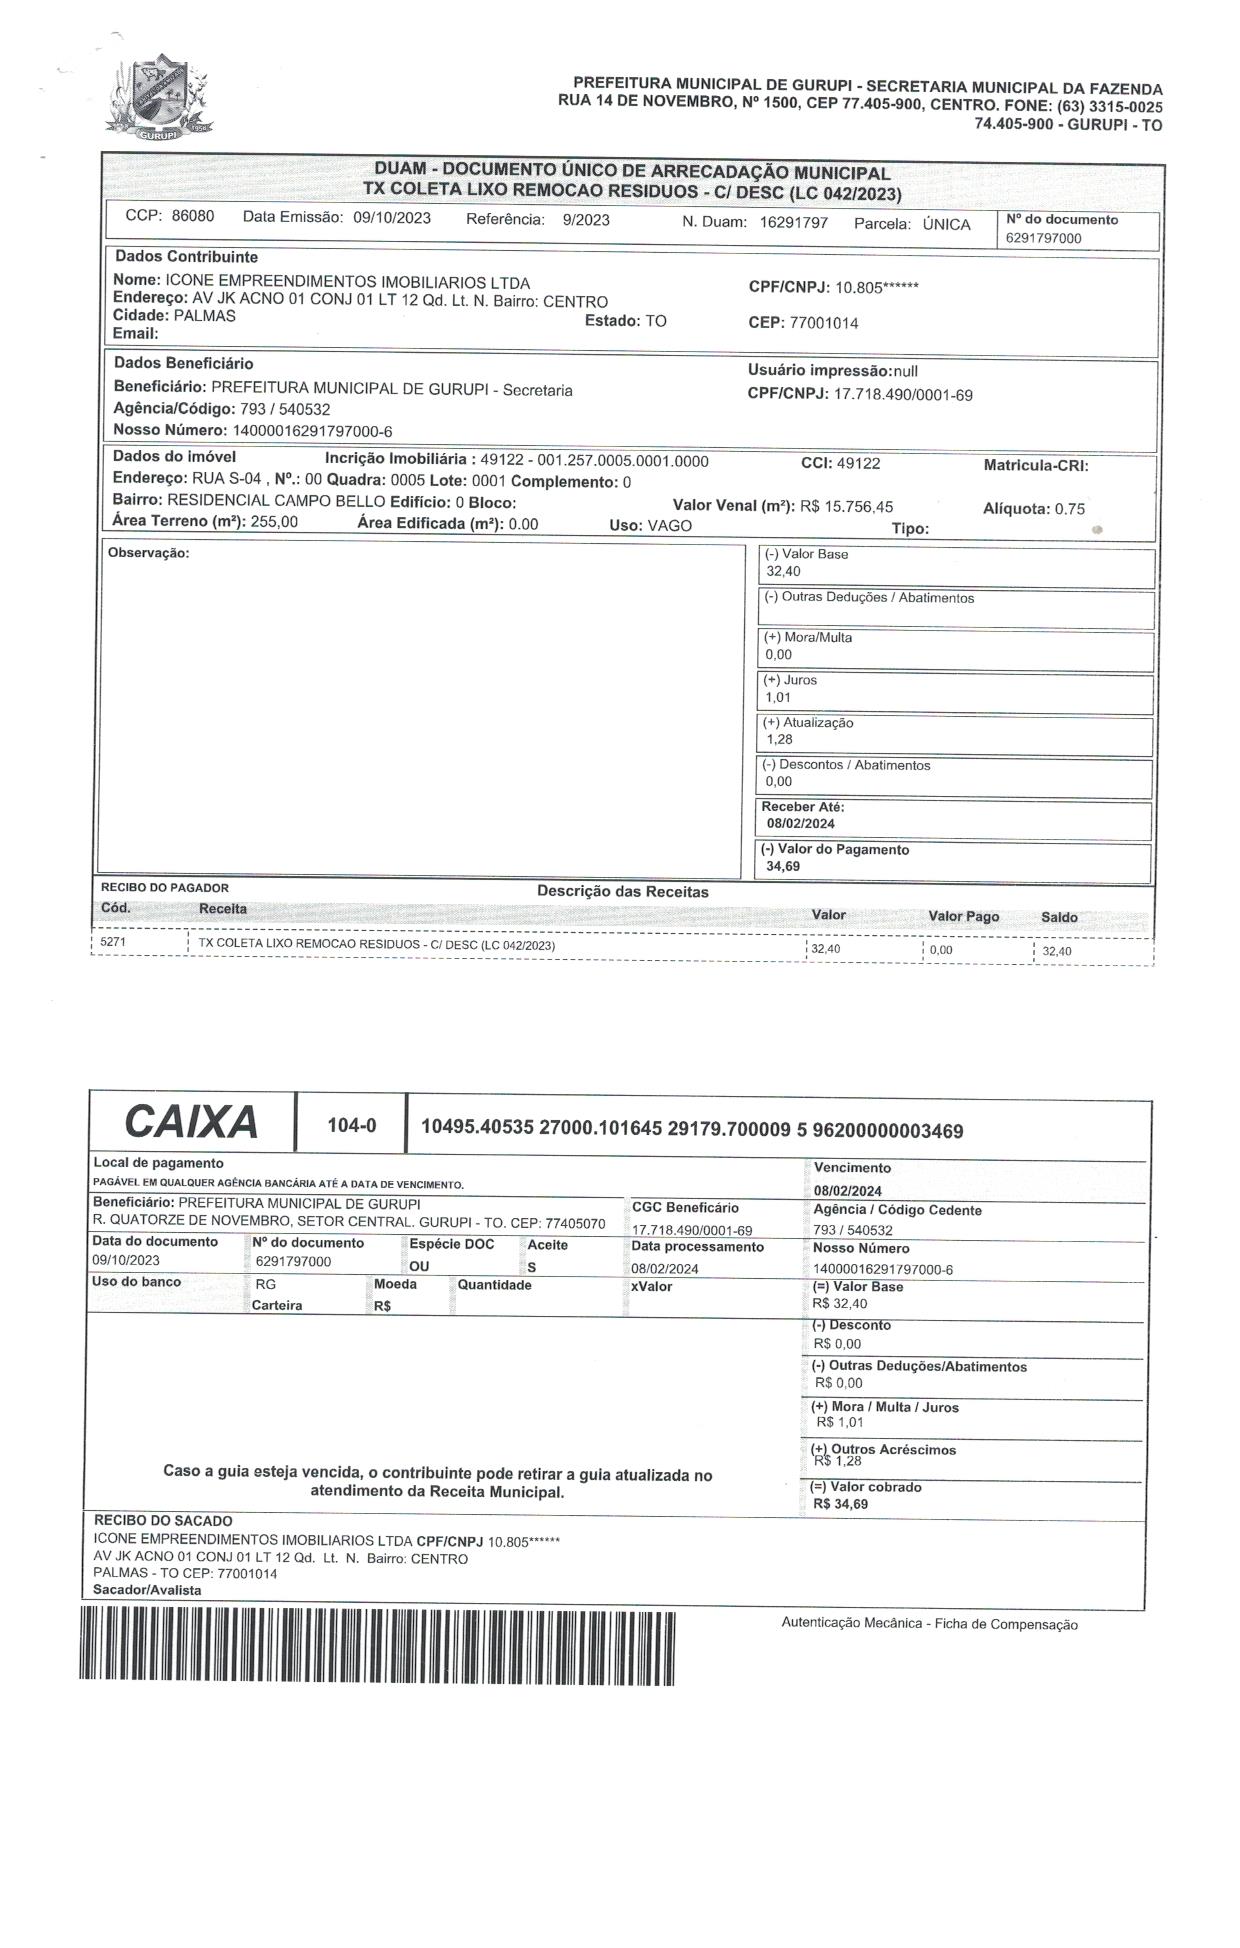 GURUPI
1958
PREFEITURA MUNICIPAL DE GURUPI - SECRETARIA MUNICIPAL DA FAZENDA
RUA 14 DE NOVEMBRO, Nº 1500, CEP 77.405-900, CENTRO. FONE: (63) 3315-0025
74.405-900 - GURUPI - TO
DUAM - DOCUMENTO ÚNICO DE ARRECADAÇÃO MUNICIPAL
TX COLETA LIXO REMOCAO RESIDUOS - C/ DESC (LC 042/2023)
CCP: 86080 Data Emissão: 09/10/2023 Referência: 9/2023 N. Duam: 16291797 Parcela: ÚNICA
Nº do documento
6291797000
Dados Contribuinte
Nome: ICONE EMPREENDIMENTOS IMOBILIARIOS LTDA CPF/CNPJ: 10.805******
Endereço: AV JK ACNO 01 CONJ 01 LT 12 Qd. Lt. N. Bairro: CENTRO
Cidade: PALMAS Estado: TO CEP: 77001014
Email:
Dados Beneficiário Usuário impressão:null
Beneficiário: PREFEITURA MUNICIPAL DE GURUPI - Secretaria CPF/CNPJ: 17.718.490/0001-69
Agência/Código: 793 / 540532
Nosso Número: 14000016291797000-6
Dados do imóvel Incrição Imobiliária : 49122 - 001.257.0005.0001.0000 CCI: 49122 Matricula-CRI:
Endereço: RUA S-04 , Nº.: 00 Quadra: 0005 Lote: 0001 Complemento: 0
Bairro: RESIDENCIAL CAMPO BELLO Edifício: 0 Bloco: Valor Venal (m²): R$ 15.756,45 Alíquota: 0.75
Área Terreno (m²): 255,00 Área Edificada (m²): 0.00 Uso: VAGO Tipo:
Observação:
(-) Valor Base
32,40
(-) Outras Deduções / Abatimentos
(+) Mora/Multa
0,00
(+) Juros
1,01
(+) Atualização
1,28
(-) Descontos / Abatimentos
0,00
Receber Até:
08/02/2024
(-) Valor do Pagamento
34,69
RECIBO DO PAGADOR Descrição das Receitas
Cód. Receita Valor Valor Pago Saldo
5271 TX COLETA LIXO REMOCAO RESIDUOS - C/ DESC (LC 042/2023) 32,40 0,00 32,40
CAIXA 104-0 10495.40535 27000.101645 29179.700009 5 96200000003469
Local de pagamento
PAGÁVEL EM QUALQUER AGÊNCIA BANCÁRIA ATÉ A DATA DE VENCIMENTO.
Vencimento
08/02/2024
Beneficiário: PREFEITURA MUNICIPAL DE GURUPI
R. QUATORZE DE NOVEMBRO, SETOR CENTRAL. GURUPI - TO. CEP: 77405070
CGC Beneficiário
17.718.490/0001-69
Agência / Código Cedente
793 / 540532
Data do documento Nº do documento Espécie DOC Aceite Data processamento Nosso Número
09/10/2023 6291797000 OU S 08/02/2024 14000016291797000-6
Uso do banco RG Moeda Quantidade xValor (=) Valor Base
Carteira R$ R$ 32,40
(-) Desconto
R$ 0,00
(-) Outras Deduções/Abatimentos
R$ 0,00
(+) Mora / Multa / Juros
R$ 1,01
(+) Outros Acréscimos
R$ 1,28
(=) Valor cobrado
R$ 34,69
Caso a guia esteja vencida, o contribuinte pode retirar a guia atualizada no
atendimento da Receita Municipal.
RECIBO DO SACADO
ICONE EMPREENDIMENTOS IMOBILIARIOS LTDA CPF/CNPJ 10.805******
AV JK ACNO 01 CONJ 01 LT 12 Qd. Lt. N. Bairro: CENTRO
PALMAS - TO CEP: 77001014
Sacador/Avalista
Autenticação Mecânica - Ficha de Compensação